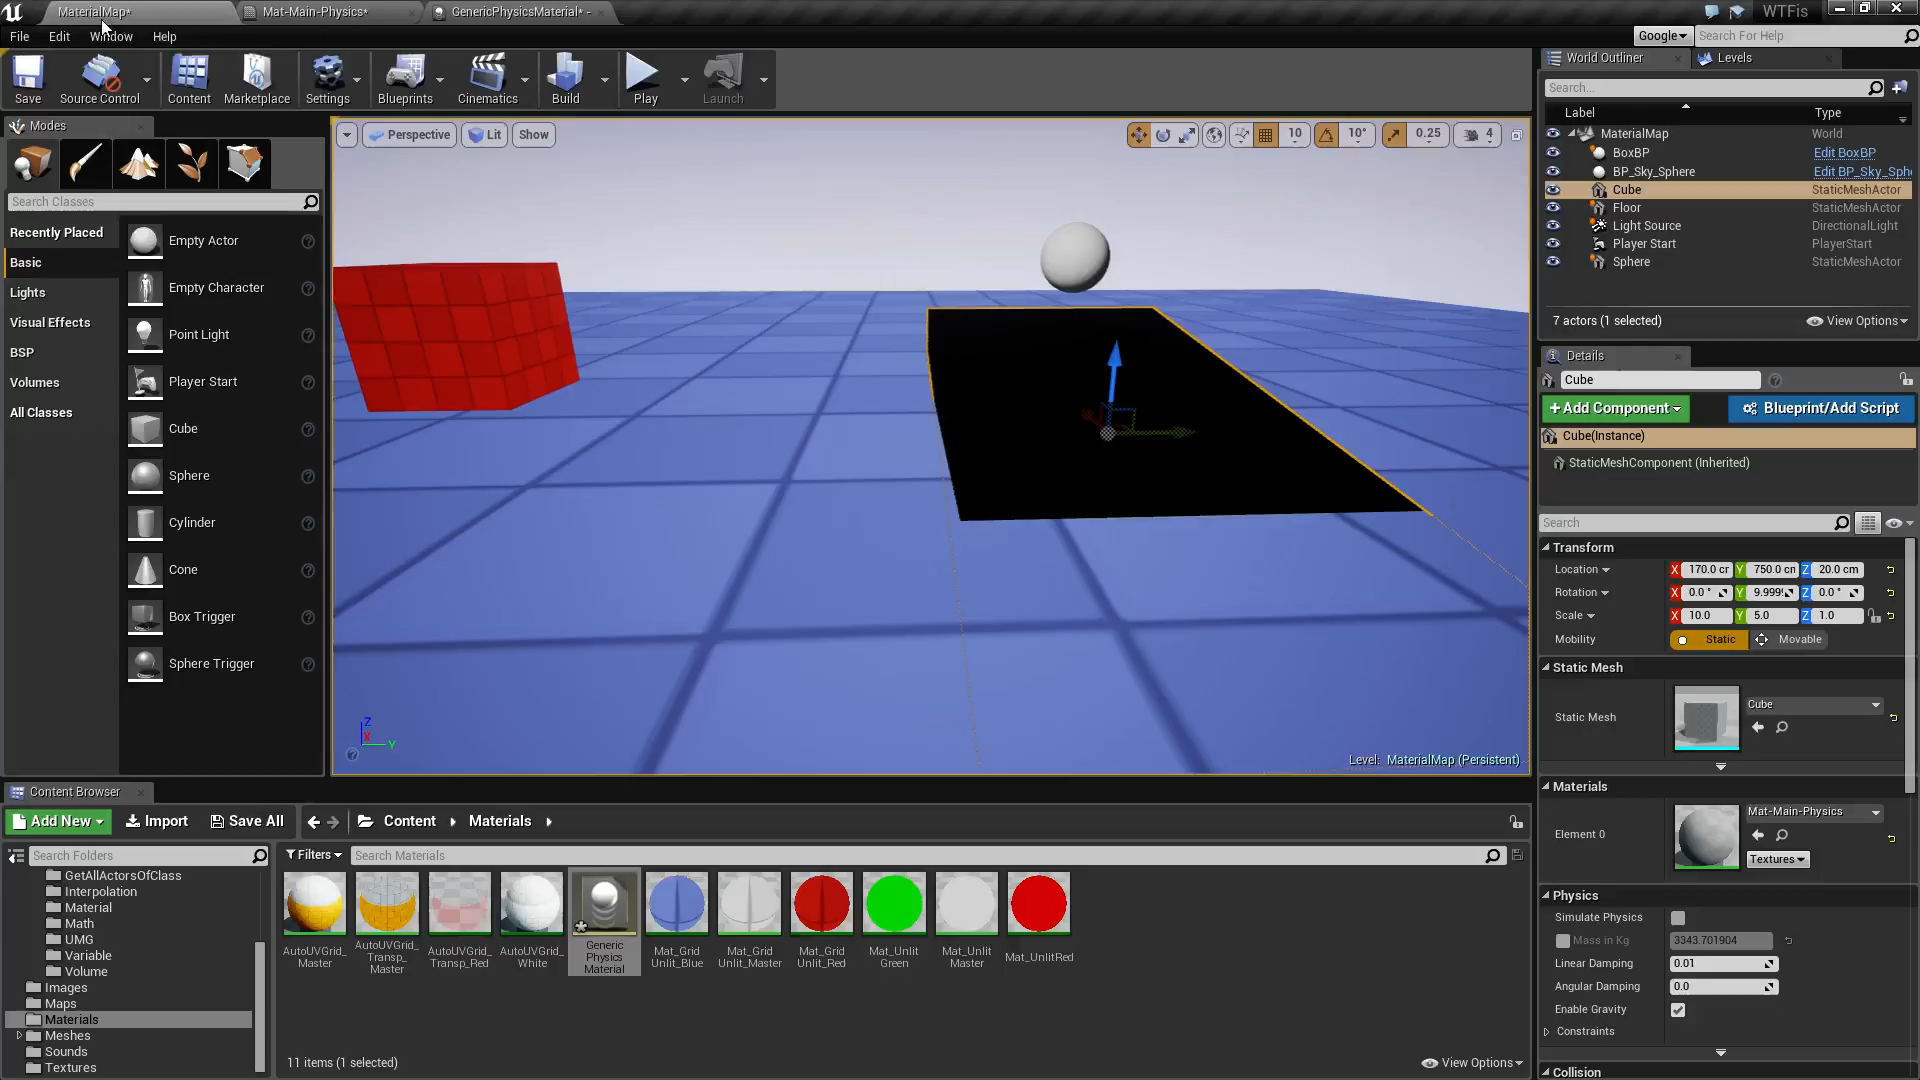 MaterialMap*
Mat-Main-Physics*
GenericPhysicsMaterial* -
WTFis
File
Edit
Window
Help
Google
Search For Help
Save
Source Control
Content
Marketplace
Settings
Blueprints
Cinematics
Build
Play
Launch
World Outliner
Levels
Search...
Label
Type
MaterialMap
World
BoxBP
Edit BoxBP
BP_Sky_Sphere
Edit BP_Sky_Sph
Cube
StaticMeshActor
Floor
StaticMeshActor
Light Source
DirectionalLight
Player Start
PlayerStart
Sphere
StaticMeshActor
7 actors (1 selected)
View Options
Modes
Search Classes
Recently Placed
Basic
Lights
Visual Effects
BSP
Volumes
All Classes
Empty Actor
Empty Character
Point Light
Player Start
Cube
Sphere
Cylinder
Cone
Box Trigger
Sphere Trigger
Perspective
Lit
Show
10
10°
0.25
4
Z
X
Y
Level: MaterialMap (Persistent)
Details
Cube
+Add Component
Blueprint/Add Script
Cube(Instance)
StaticMeshComponent (Inherited)
Search
Transform
Location
X 170.0 cr Y 750.0 cm Z 20.0 cm
Rotation
X 0.0 ° Y 9.999 Z 0.0 °
Scale
X 10.0 Y 5.0 Z 1.0
Mobility
Static
Movable
Static Mesh
Static Mesh
Cube
Materials
Element 0
Mat-Main-Physics
Textures
Physics
Simulate Physics
Mass in Kg
3343.701904
Linear Damping
0.01
Angular Damping
0.0
Enable Gravity
Constraints
Collision
Content Browser
Add New
Import
Save All
Content
Materials
Search Folders
Filters
Search Materials
GetAllActorsOfClass
Interpolation
Material
Math
UMG
Variable
Volume
Images
Maps
Materials
Meshes
Sounds
Textures
AutoUVGrid_
Master
AutoUVGrid_
Transp_
Master
AutoUVGrid_
Transp_Red
AutoUVGrid_
White
Generic
Physics
Material
Mat_Grid
Unlit_Blue
Mat_Grid
Unlit_Master
Mat_Grid
Unlit_Red
Mat_Unlit
Green
Mat_Unlit
Master
Mat_UnlitRed
11 items (1 selected)
View Options